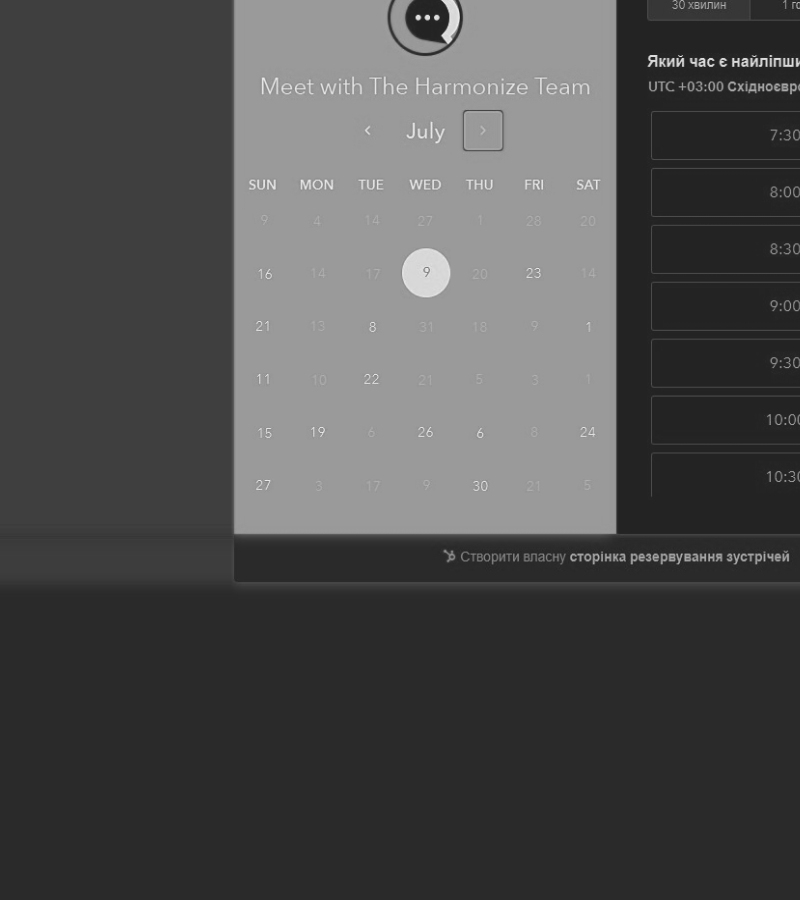 30 хвилин
Meet with The Harmonize Team
July
SUN MON TUE WED THU FRI SAT
9 4 14 27 1 28 20
16 14 17 9 20 23 14
21 13 8 31 18 9 1
11 10 22 21 5 3 1
15 19 6 26 6 8 24
27 3 17 9 30 21 5
Який час є
UTC +03:00
7:30
8:00
8:30
9:00
9:30
10:00
10:30
Створити власну сторінка резервування зустрічей